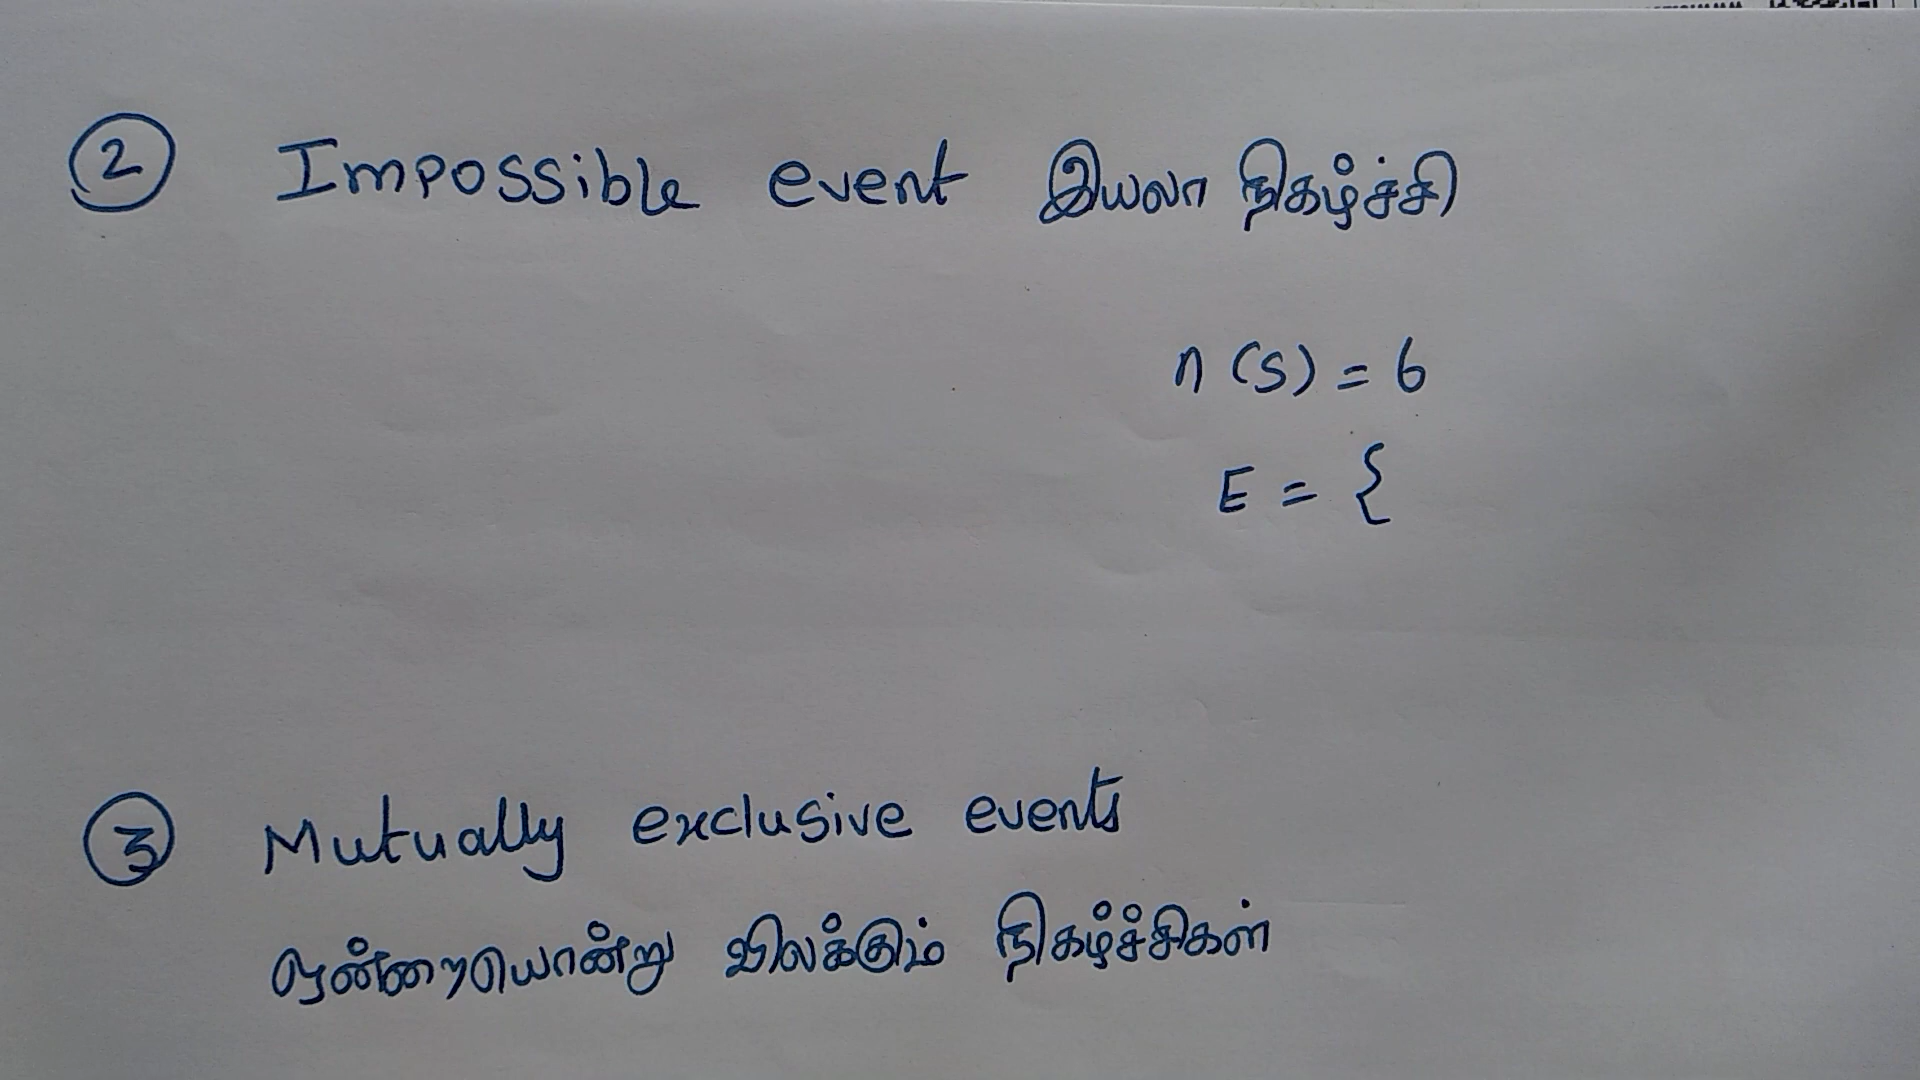 2 Impossible event இயலா நிகழ்ச்சி
n (S) = 6
E = {
3 Mutually exclusive events
ஒன்றையொன்று விலக்கும் நிகழ்ச்சிகள்